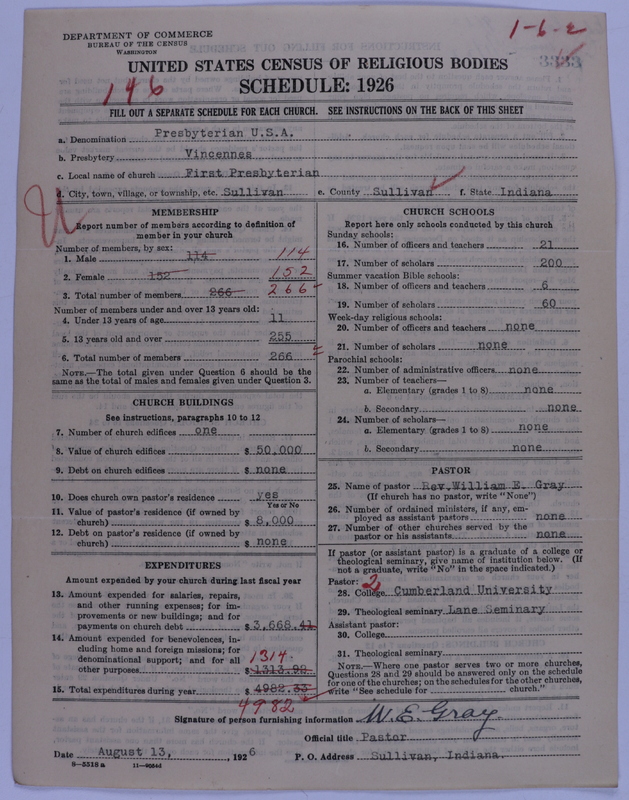 DEPARTMENT OF COMMERCE
BUREAU OF THE CENSUS
WASHINGTON
1-6-2
3333
UNITED STATES CENSUS OF RELIGIOUS BODIES
SCHEDULE: 1926
146
FILL OUT A SEPARATE SCHEDULE FOR EACH CHURCH. SEE INSTRUCTIONS ON THE BACK OF THIS SHEET
a. Denomination Presbyterian U.S.A.
b. Presbytery Vincennes
c. Local name of church First Presbyterian
d. City, town, village, or township, etc. Sullivan e. County Sullivan f. State Indiana
MEMBERSHIP
Report number of members according to definition of
member in your church
Number of members, by sex:
1. Male 114 114
2. Female 152 152
3. Total number of members 266 266
Number of members under and over 13 years old:
4. Under 13 years of age 11
5. 13 years old and over 255
6. Total number of members 266
NOTE.—The total given under Question 6 should be
same as the total of males and females given under Question 3.
CHURCH BUILDINGS
See instructions, paragraphs 10 to 12
7. Number of church edifices one
8. Value of church edifices $ 50,000
9. Debt on church edifices $ none
10. Does church own pastor's residence yes
Yes or No
11. Value of pastor's residence (if owned by
church) $ 8,000
12. Debt on pastor's residence (if owned by
church) $ none
EXPENDITURES
Amount expended by your church during last fiscal year
13. Amount expended for salaries, repairs,
and other running expenses; for im-
provements or new buildings; and for
payments on church debt $ 3,668.41
14. Amount expended for benevolences, in-
cluding home and foreign missions; for
denominational support; and for all 1314
other purposes $ 1313.92
15. Total expenditures during year $ 4982.33
4982
CHURCH SCHOOLS
Report here only schools conducted by this church
Sunday schools:
16. Number of officers and teachers 21
17. Number of scholars 200
Summer vacation Bible schools:
18. Number of officers and teachers 6
19. Number of scholars 60
Week-day religious schools:
20. Number of officers and teachers none
21. Number of scholars none
Parochial schools:
22. Number of administrative officers none
23. Number of teachers—
a. Elementary (grades 1 to 8) none
b. Secondary none
24. Number of scholars—
a. Elementary (grades 1 to 8) none
b. Secondary none
PASTOR
25. Name of pastor Rev. William E. Gray
(If church has no pastor, write "None")
26. Number of ordained ministers, if any, em-
ployed as assistant pastors none
27. Number of other churches served by the
pastor or his assistants none
If pastor (or assistant pastor) is a graduate of a college or
theological seminary, give name of institution below. (If
not a graduate, write "No" in the space indicated.)
Pastor: 2
28. College Cumberland University
29. Theological seminary Lane Seminary
Assistant pastor:
30. College
31. Theological seminary
NOTE.—Where one pastor serves two or more churches,
Questions 28 and 29 should be answered only on the schedule
for one of the churches; on the schedules for the other churches,
write "See schedule for church."
Signature of person furnishing information W. E. Gray
Official title Pastor
Date August 13, 1926 P. O. Address Sullivan, Indiana.
8-5318 a